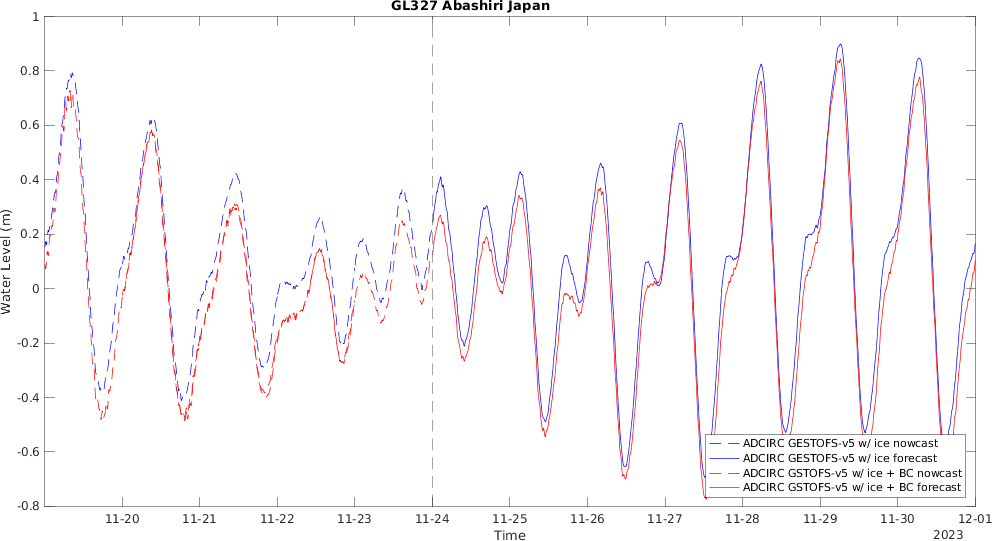 GL327 Abashiri Japan
Water Level (m)
1
0.8
0.6
0.4
0.2
0
-0.2
-0.4
-0.6
-0.8
ADCIRC GESTOFS-v5 w/ ice nowcast
ADCIRC GESTOFS-v5 w/ ice forecast
ADCIRC GSTOFS-v5 w/ ice + BC nowcast
ADCIRC GSTOFS-v5 w/ ice + BC forecast
11-20 11-21 11-22 11-23 11-24 11-25 11-26 11-27 11-28 11-29 11-30 12-01
Time
2023